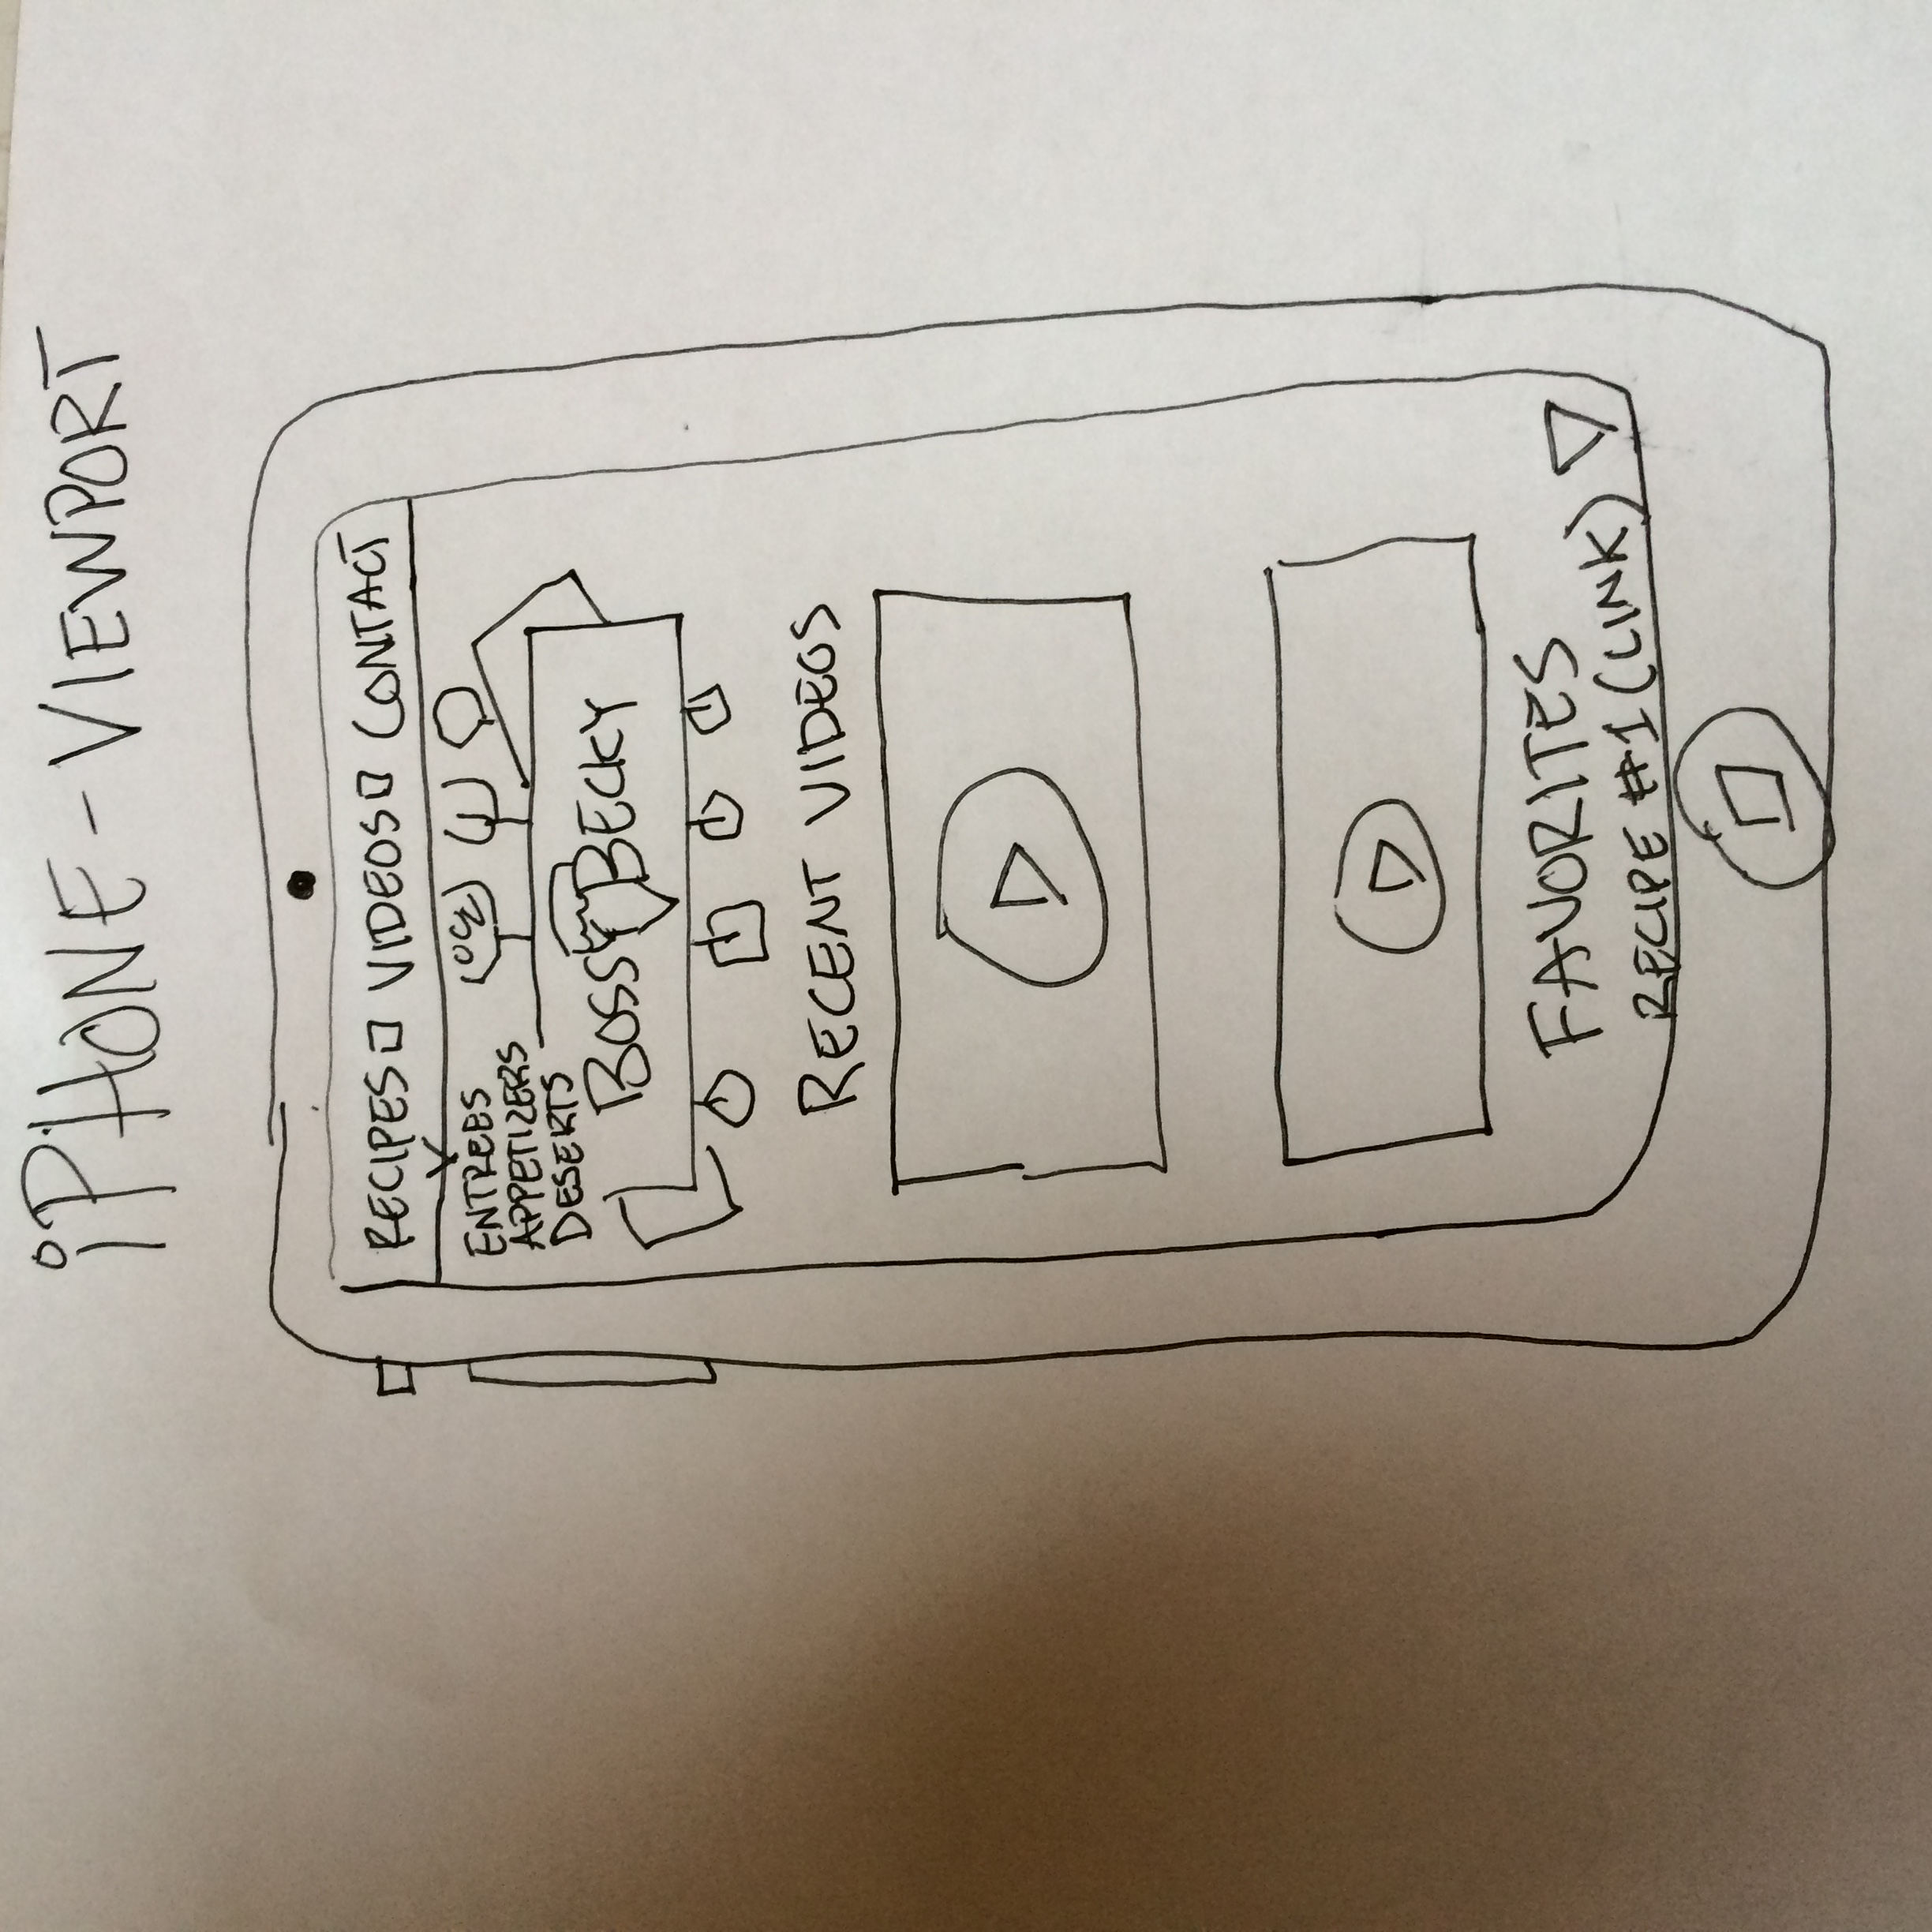 iPHONE - VIEWPORT
RECIPES VIDEOS CONTACT
ENTREES
APPETIZERS
DESERTS
BOSSY BECKY
RECENT VIDEOS
FAVORITES
RECIPE #1 (LINK)